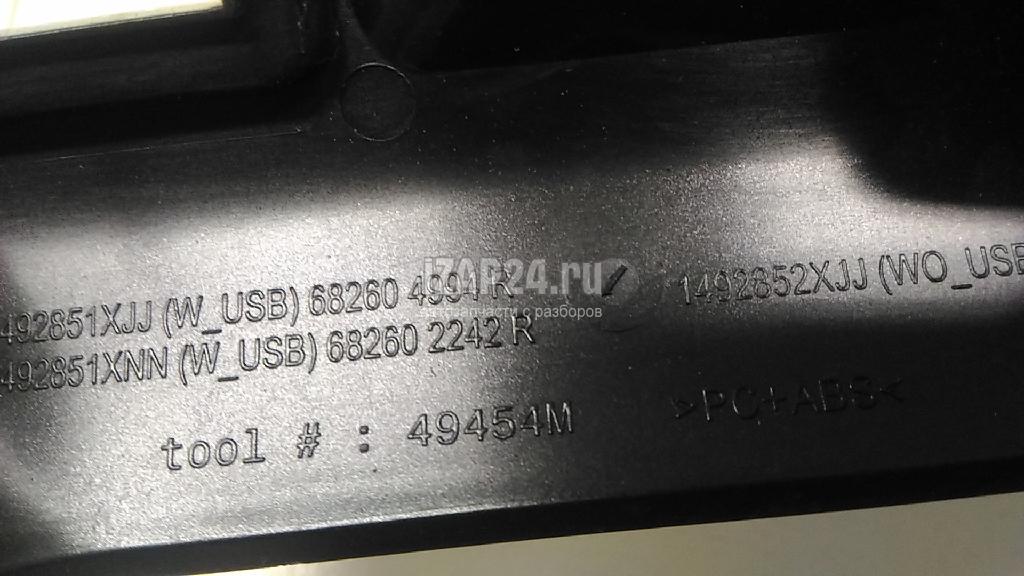 492851XJJ (W_USB) 68260 4994 R
492851XNN (W_USB) 68260 2242 R
1492852XJJ (WO_USB
tool # : 49454M
>PC+ABS<
IZAP24.ru
автозапчасти с разборов